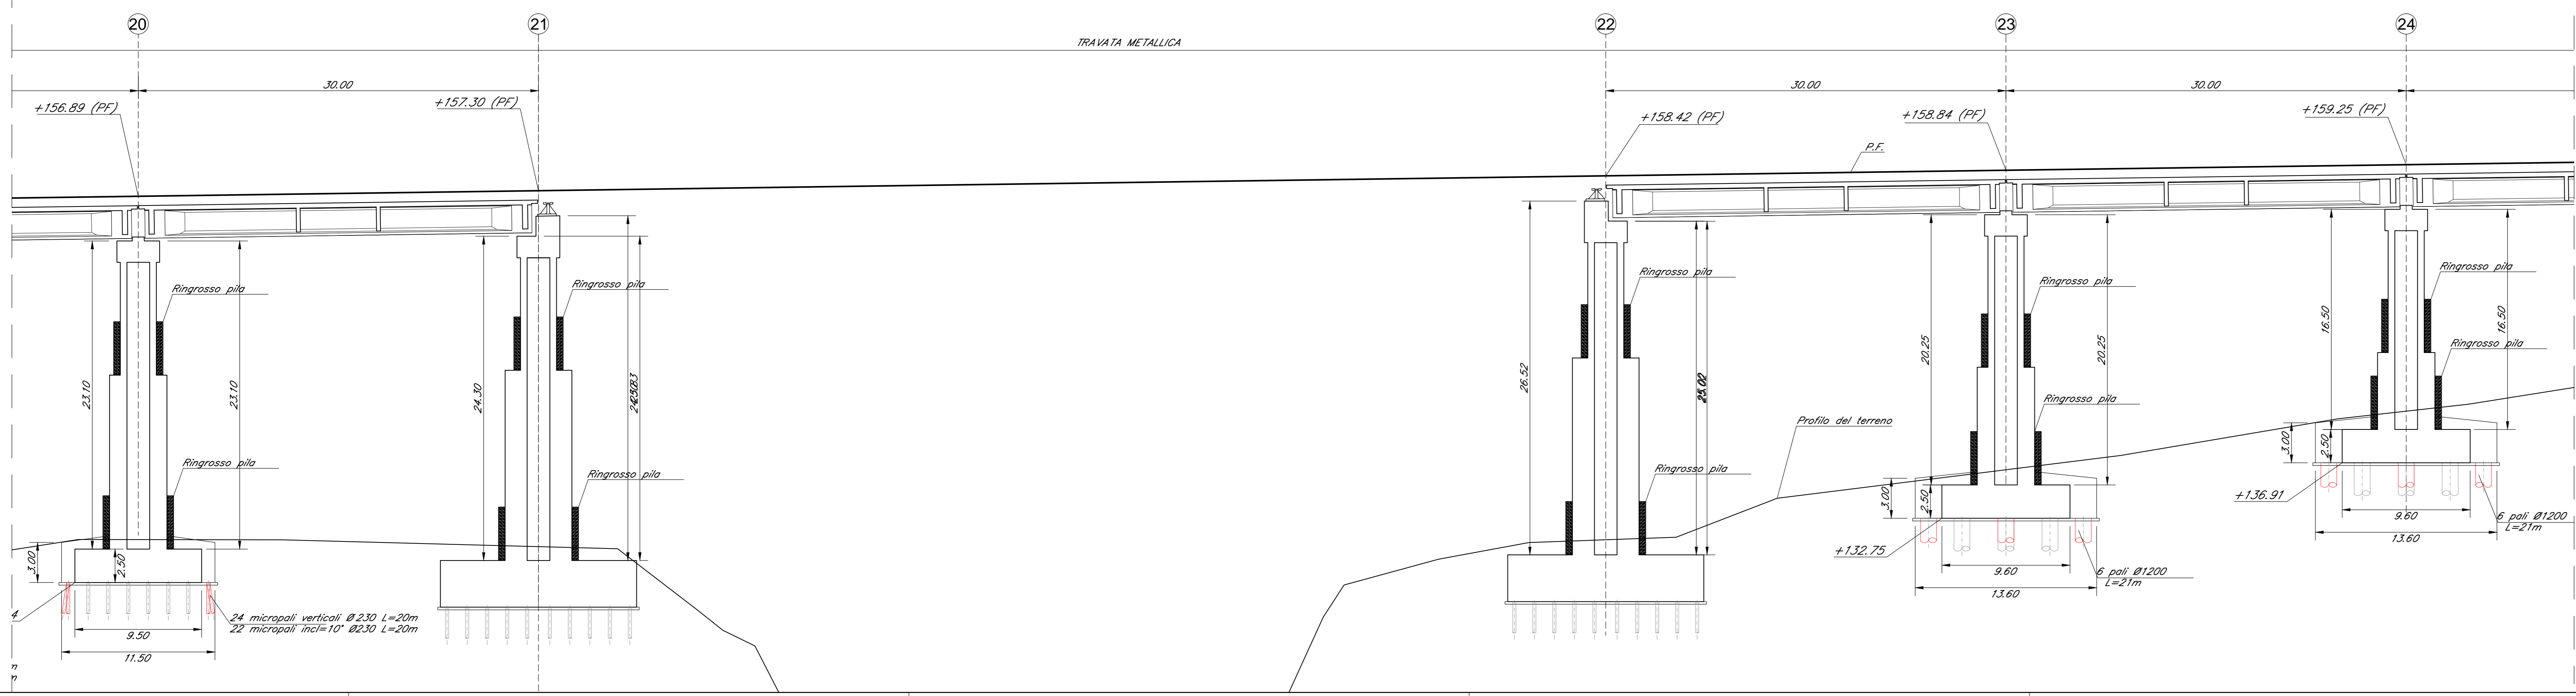 20
21
22
23
24
TRAVATA METALLICA
30.00
30.00
30.00
+156.89 (PF)
+157.30 (PF)
+158.42 (PF)
+158.84 (PF)
+159.25 (PF)
P.F.
Ringrosso pila
Ringrosso pila
Ringrosso pila
Ringrosso pila
Ringrosso pila
23.10
23.10
24.30
26.52
20.25
20.25
16.50
16.50
Ringrosso pila
Ringrosso pila
Ringrosso pila
Ringrosso pila
Ringrosso pila
Profilo del terreno
3.00
2.50
3.00
2.50
3.00
2.50
4
+132.75
+136.91
24 micropali verticali Ø230 L=20m
22 micropali incl=10° Ø230 L=20m
6 pali Ø1200
L=21m
6 pali Ø1200
L=21m
9.50
11.50
9.60
13.60
9.60
13.60
m
m